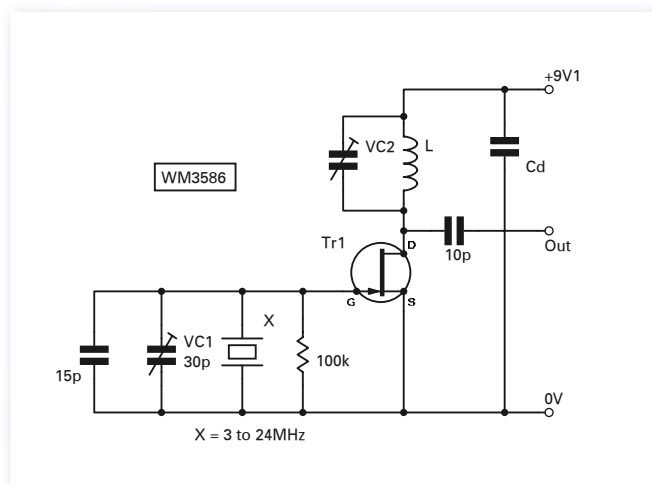 +9V1
VC2
L
Cd
WM3586
Tr1
D
10p
Out
G
S
X
VC1
30p
100k
15p
0V
X = 3 to 24MHz